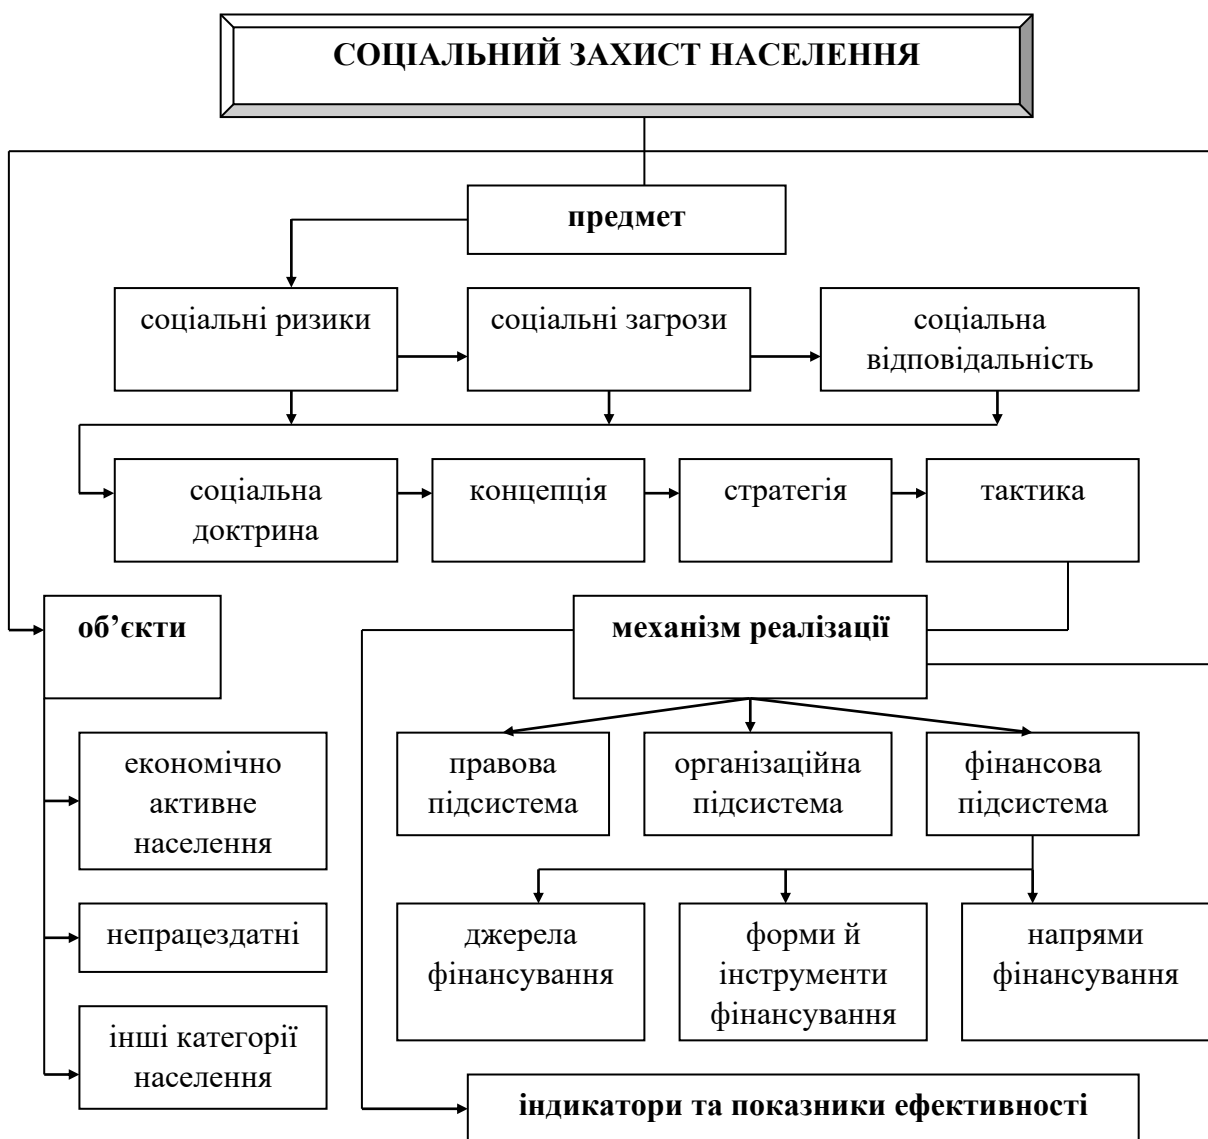 СОЦІАЛЬНИЙ ЗАХИСТ НАСЕЛЕННЯ
предмет
соціальні ризики
соціальні загрози
соціальна
відповідальність
соціальна
доктрина
концепція
стратегія
тактика
об’єкти
механізм реалізації
економічно
активне
населення
правова
підсистема
організаційна
підсистема
фінансова
підсистема
непрацездатні
джерела
фінансування
форми й
інструменти
фінансування
напрями
фінансування
інші категорії
населення
індикатори та показники ефективності